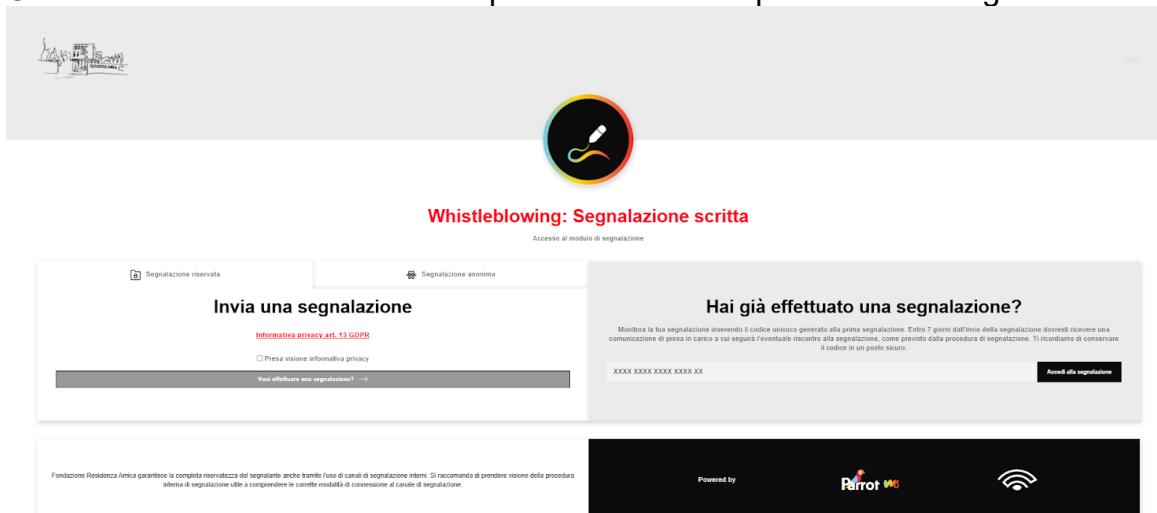 Whistleblowing: Segnalazione scritta
Accesso al modulo di segnalazione
Segnalazione riservata
Segnalazione anonima
Invia una segnalazione
Informativa privacy art. 13 GDPR
Presa visione informativa privacy
Vuoi effettuare una segnalazione?
Hai già effettuato una segnalazione?
Monitora la tua segnalazione inserendo il codice univoco generato alla prima segnalazione. Entro 7 giorni dall'invio della segnalazione dovresti ricevere una
comunicazione di presa in carico a cui seguirà l'eventuale riscontro alla segnalazione, come previsto dalla procedura di segnalazione. Ti ricordiamo di conservare
il codice in un posto sicuro.
XXXX XXXX XXXX XXXX XX
Accedi alla segnalazione
Fondazione Residenza Amica garantisce la completa riservatezza del segnalante anche tramite l'uso di canali di segnalazione interni. Si raccomanda di prendere visione della procedura
interna di segnalazione utile a comprendere le corrette modalità di connessione al canale di segnalazione.
Powered by
Parrot